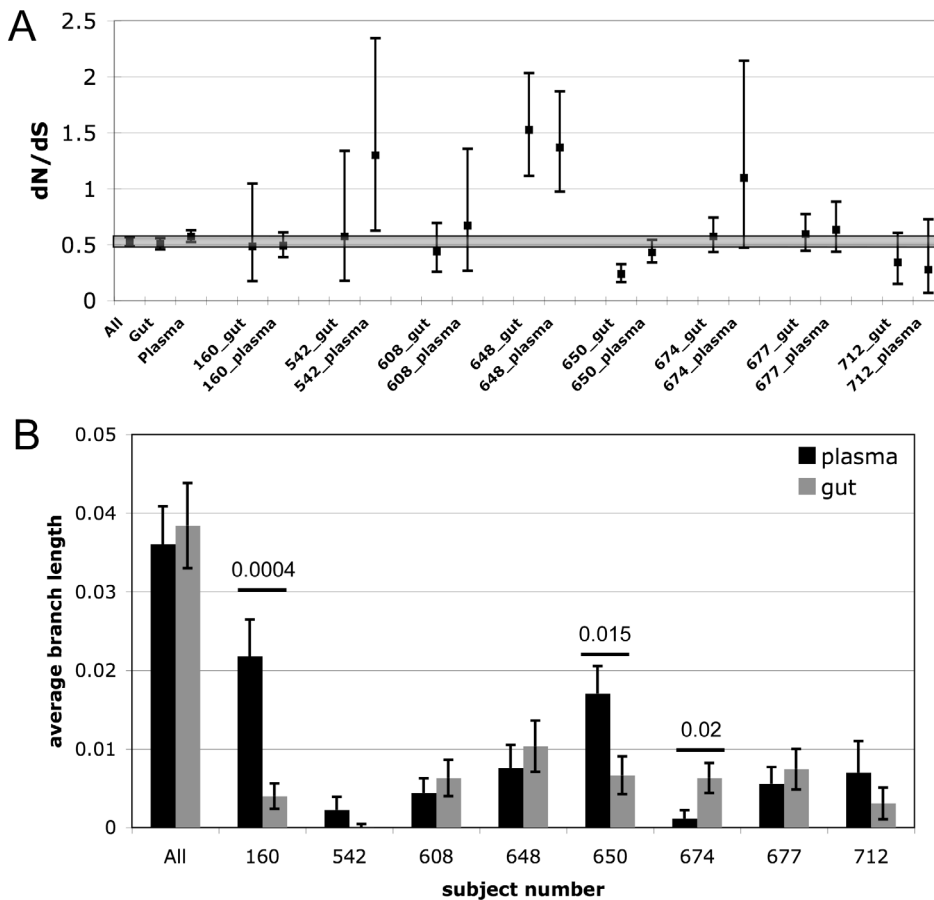 A
2.5
2
1.5
1
0.5
0
dN/dS
All
Gut
Plasma
160_gut
160_plasma
542_gut
542_plasma
608_gut
608_plasma
648_gut
648_plasma
650_gut
650_plasma
674_gut
674_plasma
677_gut
677_plasma
712_gut
712_plasma
B
0.05
0.04
0.03
0.02
0.01
0
average branch length
plasma
gut
0.0004
0.015
0.02
All 160 542 608 648 650 674 677 712
subject number